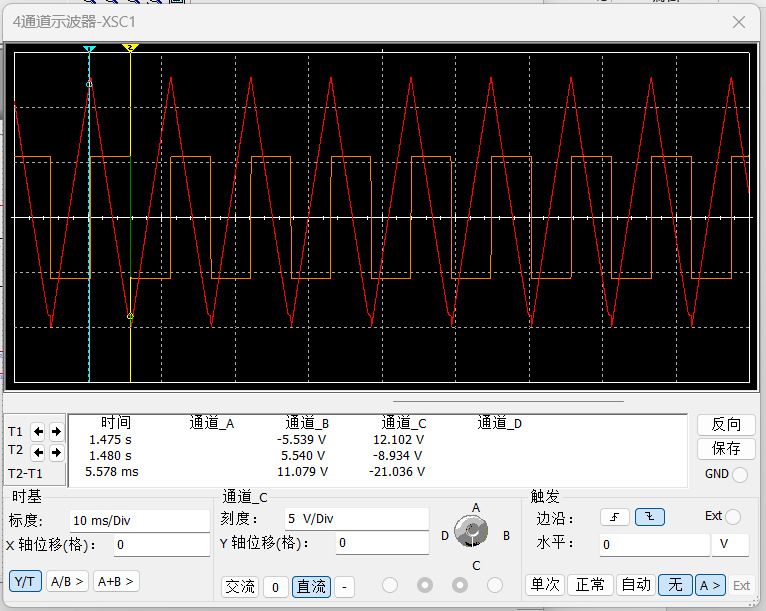 4通道示波器-XSC1
1 2
时间 通道_A 通道_B 通道_C 通道_D
T1 1.475 s -5.539 V 12.102 V
T2 1.480 s 5.540 V -8.934 V
T2-T1 5.578 ms 11.079 V -21.036 V
反向
保存
GND
时基
标度: 10 ms/Div
X 轴位移(格): 0
Y/T A/B > A+B >
通道_C
刻度: 5 V/Div
Y 轴位移(格): 0
交流 0 直流 -
A
D B
C
触发
边沿: Ext
水平: 0 V
单次 正常 自动 无 A > Ext